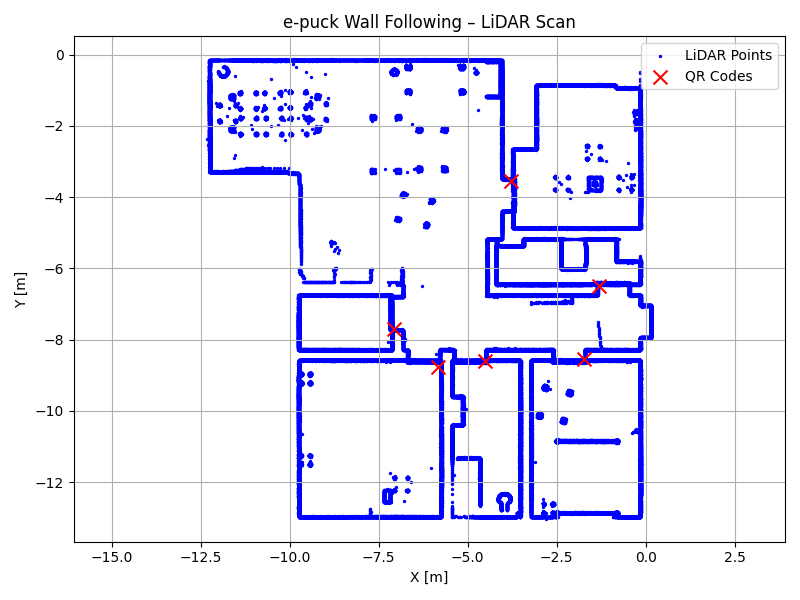 e-puck Wall Following – LiDAR Scan
LiDAR Points
QR Codes
Y [m]
0
−2
−4
−6
−8
−10
−12
−15.0 −12.5 −10.0 −7.5 −5.0 −2.5 0.0 2.5
X [m]